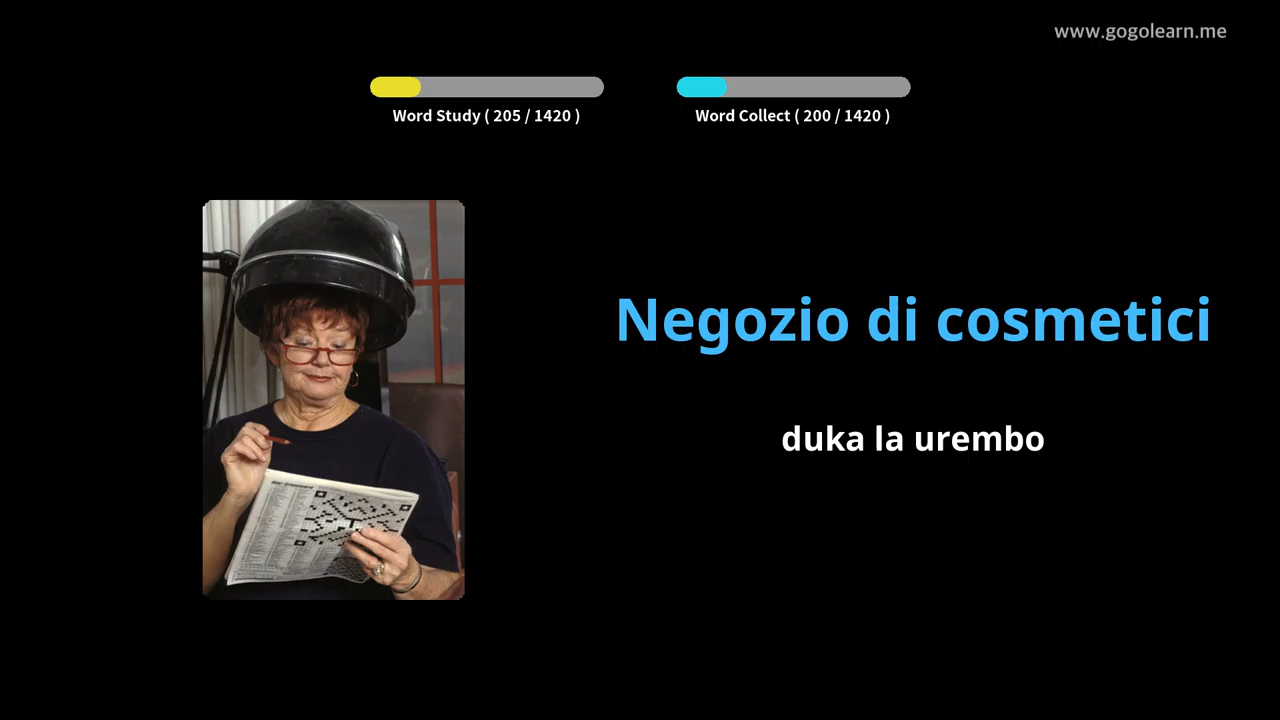 www.gogolearn.me
Word Study ( 205 / 1420 )
Word Collect ( 200 / 1420 )
Negozio di cosmetici
duka la urembo